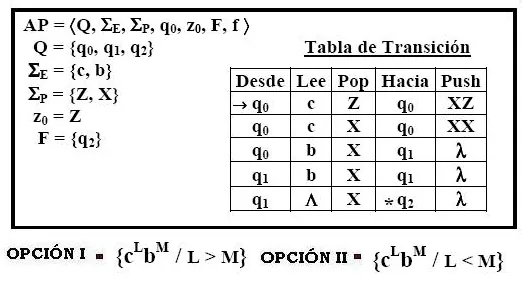 AP = ⟨Q, Σ_E, Σ_P, q₀, z₀, F, f⟩
Q = {q₀, q₁, q₂}
Σ_E = {c, b}
Σ_P = {Z, X}
z₀ = Z
F = {q₂}
Tabla de Transición
Desde Lee Pop Hacia Push
→ q₀ c Z q₀ XZ
q₀ c X q₀ XX
q₀ b X q₁ λ
q₁ b X q₁ λ
q₁ Λ X *q₂ λ
OPCIÓN I = {c^L b^M / L > M} OPCIÓN II = {c^L b^M / L < M}